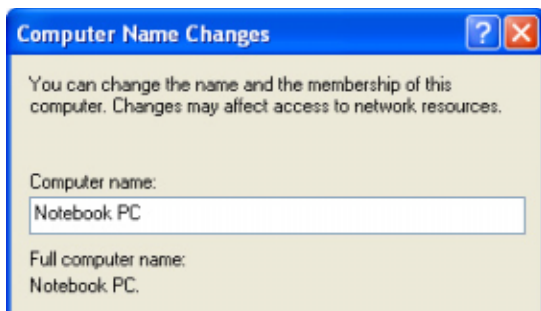 Computer Name Changes
You can change the name and the membership of this
computer. Changes may affect access to network resources.
Computer name:
Notebook PC
Full computer name:
Notebook PC.